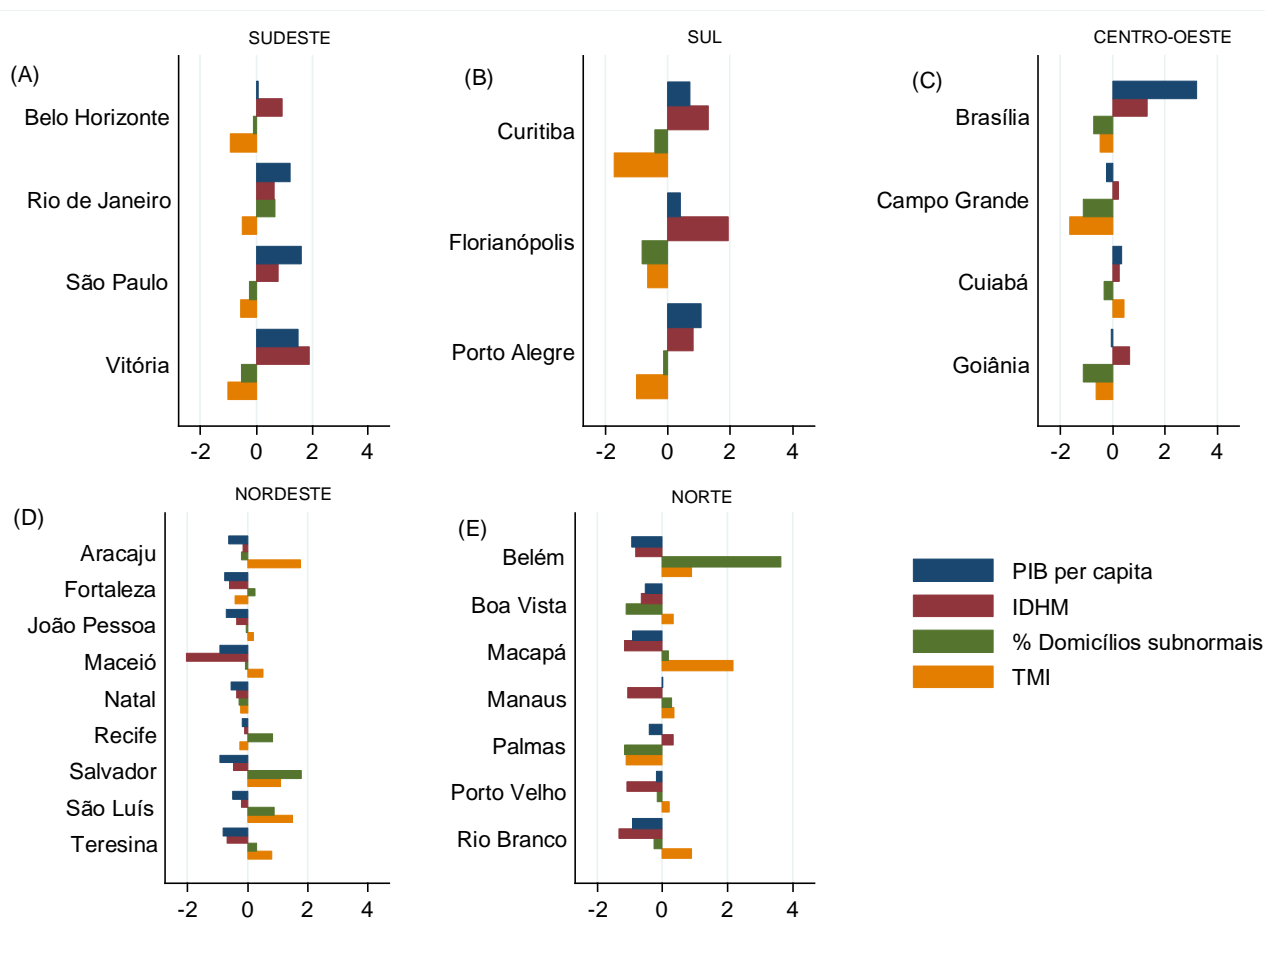 SUDESTE
(A)
Belo Horizonte
Rio de Janeiro
São Paulo
Vitória
-2 0 2 4
SUL
(B)
Curitiba
Florianópolis
Porto Alegre
-2 0 2 4
CENTRO-OESTE
(C)
Brasília
Campo Grande
Cuiabá
Goiânia
-2 0 2 4
NORDESTE
(D)
Aracaju
Fortaleza
João Pessoa
Maceió
Natal
Recife
Salvador
São Luís
Teresina
-2 0 2 4
NORTE
(E)
Belém
Boa Vista
Macapá
Manaus
Palmas
Porto Velho
Rio Branco
-2 0 2 4
PIB per capita
IDHM
% Domicílios subnormais
TMI